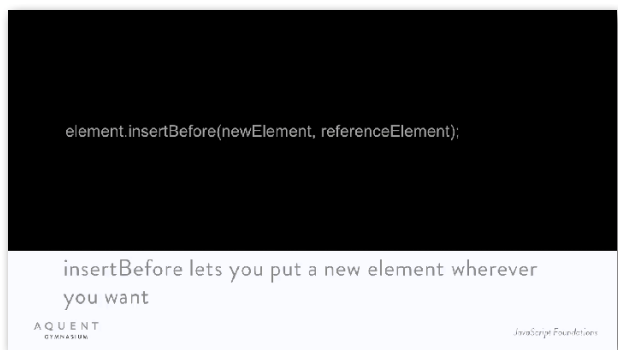 element.insertBefore(newElement, referenceElement);
insertBefore lets you put a new element wherever
you want
AQUENT
GYMNASIUM
JavaScript Foundations